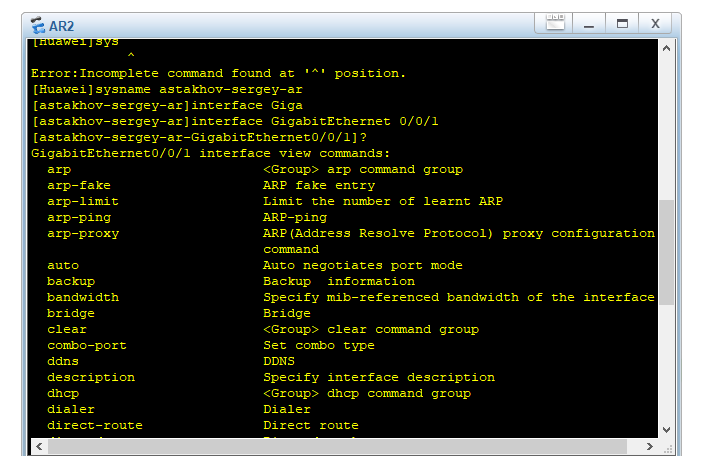 AR2
[Huawei]sys
^
Error:Incomplete command found at '^' position.
[Huawei]sysname astakhov-sergey-ar
[astakhov-sergey-ar]interface Giga
[astakhov-sergey-ar]interface GigabitEthernet 0/0/1
[astakhov-sergey-ar-GigabitEthernet0/0/1]?
GigabitEthernet0/0/1 interface view commands:
arp <Group> arp command group
arp-fake ARP fake entry
arp-limit Limit the number of learnt ARP
arp-ping ARP-ping
arp-proxy ARP(Address Resolve Protocol) proxy configuration
command
auto Auto negotiates port mode
backup Backup  information
bandwidth Specify mib-referenced bandwidth of the interface
bridge Bridge
clear <Group> clear command group
combo-port Set combo type
ddns DDNS
description Specify interface description
dhcp <Group> dhcp command group
dialer Dialer
direct-route Direct route